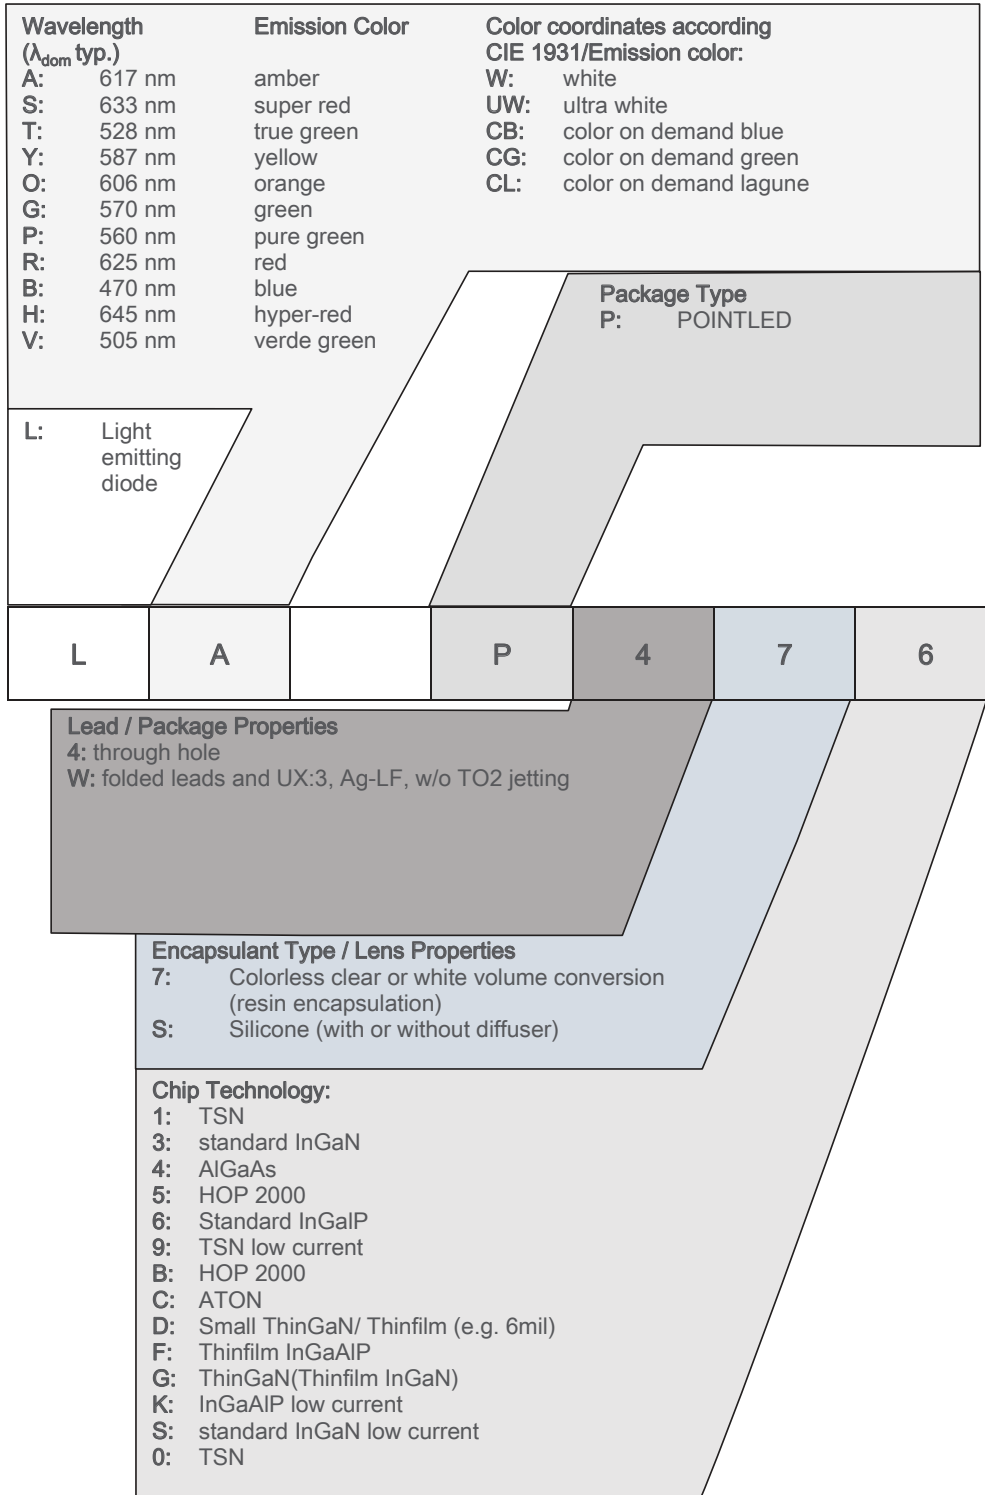 Wavelength Emission Color
(λdom typ.)
A: 617 nm amber
S: 633 nm super red
T: 528 nm true green
Y: 587 nm yellow
O: 606 nm orange
G: 570 nm green
P: 560 nm pure green
R: 625 nm red
B: 470 nm blue
H: 645 nm hyper-red
V: 505 nm verde green
Color coordinates according
CIE 1931/Emission color:
W: white
UW: ultra white
CB: color on demand blue
CG: color on demand green
CL: color on demand lagune
Package Type
P: POINTLED
L: Light
emitting
diode
L A P 4 7 6
Lead / Package Properties
4: through hole
W: folded leads and UX:3, Ag-LF, w/o TO2 jetting
Encapsulant Type / Lens Properties
7: Colorless clear or white volume conversion
(resin encapsulation)
S: Silicone (with or without diffuser)
Chip Technology:
1: TSN
3: standard InGaN
4: AlGaAs
5: HOP 2000
6: Standard InGalP
9: TSN low current
B: HOP 2000
C: ATON
D: Small ThinGaN/ Thinfilm (e.g. 6mil)
F: Thinfilm InGaAlP
G: ThinGaN(Thinfilm InGaN)
K: InGaAlP low current
S: standard InGaN low current
0: TSN